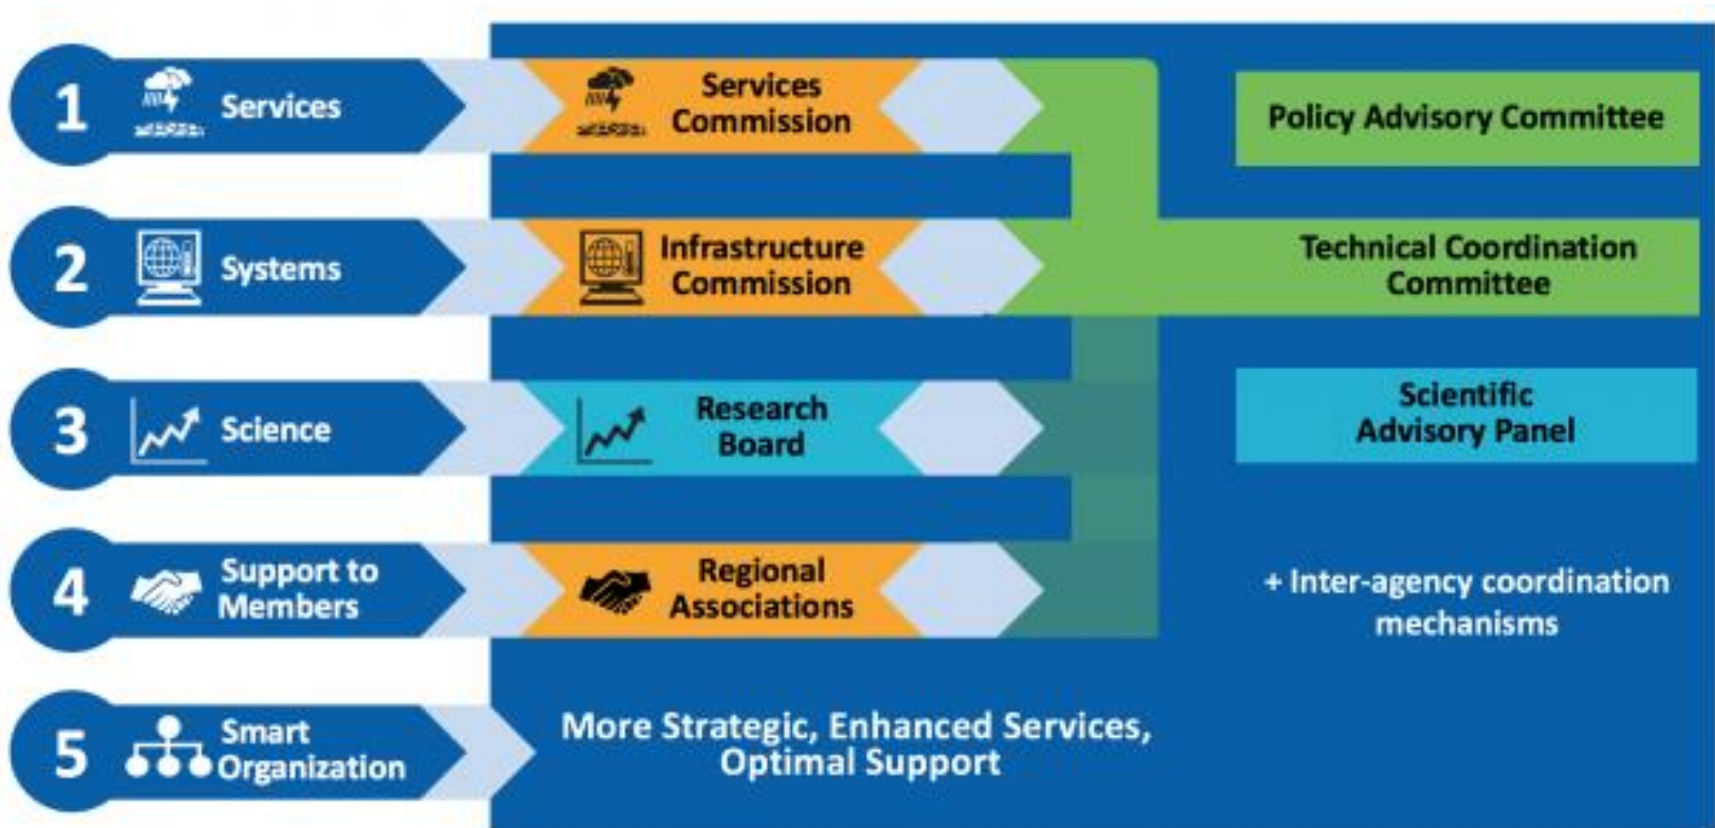 1
Services
Services
Commission
Policy Advisory Committee
2
Systems
Infrastructure
Commission
Technical Coordination
Committee
3
Science
Research
Board
Scientific
Advisory Panel
4
Support to
Members
Regional
Associations
+ Inter-agency coordination
mechanisms
5
Smart
Organization
More Strategic, Enhanced Services,
Optimal Support